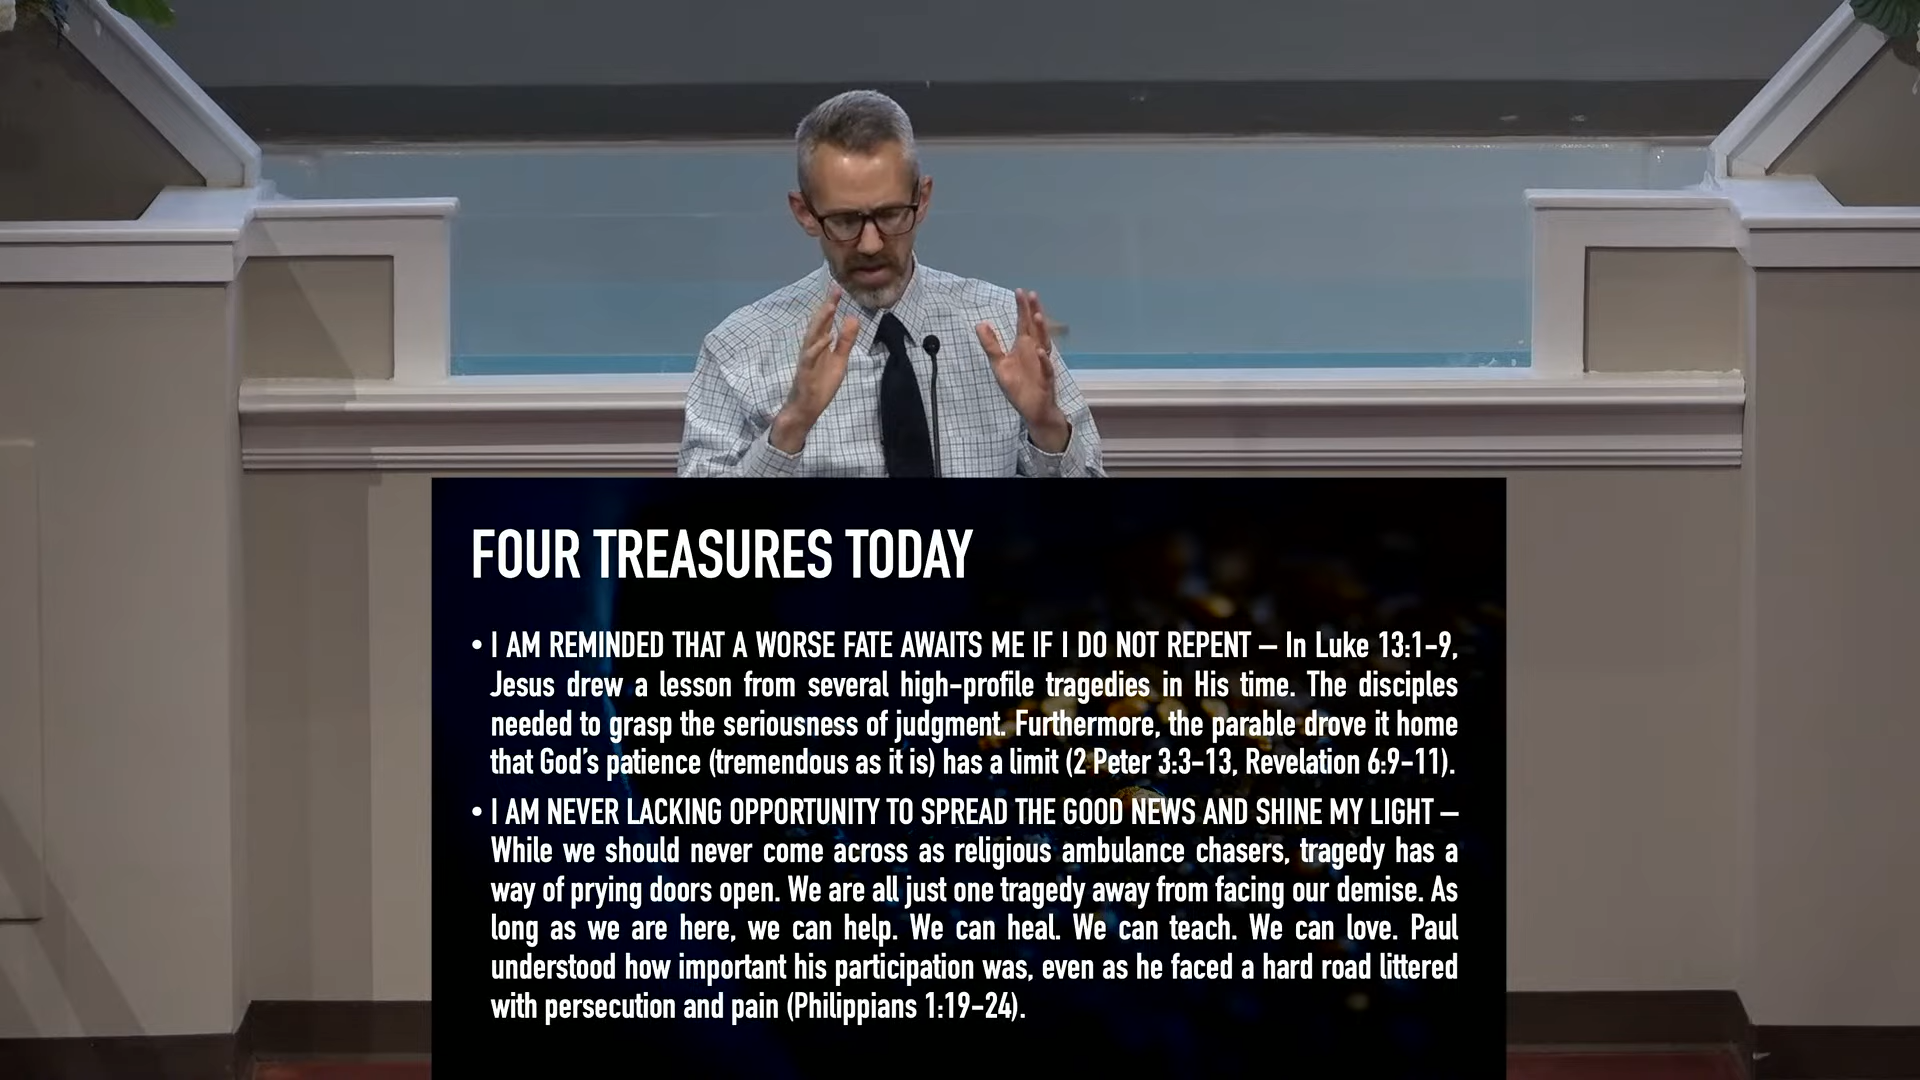 FOUR TREASURES TODAY
• I AM REMINDED THAT A WORSE FATE AWAITS ME IF I DO NOT REPENT – In Luke 13:1-9,
Jesus drew a lesson from several high-profile tragedies in His time. The disciples
needed to grasp the seriousness of judgment. Furthermore, the parable drove it home
that God's patience (tremendous as it is) has a limit (2 Peter 3:3-13, Revelation 6:9-11).
• I AM NEVER LACKING OPPORTUNITY TO SPREAD THE GOOD NEWS AND SHINE MY LIGHT –
While we should never come across as religious ambulance chasers, tragedy has a
way of prying doors open. We are all just one tragedy away from facing our demise. As
long as we are here, we can help. We can heal. We can teach. We can love. Paul
understood how important his participation was, even as he faced a hard road littered
with persecution and pain (Philippians 1:19-24).